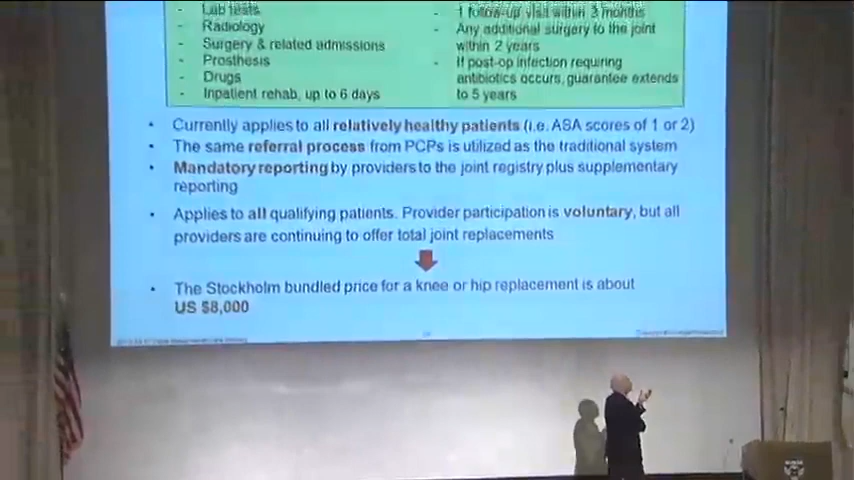 - Lab tests
- Radiology
- Surgery & related admissions
- Prosthesis
- Drugs
- Inpatient rehab, up to 6 days
- 1 follow-up visit within 3 months
- Any additional surgery to the joint
within 2 years
- If post-op infection requiring
antibiotics occurs, guarantee extends
to 5 years
• Currently applies to all relatively healthy patients (i.e. ASA scores of 1 or 2)
• The same referral process from PCPs is utilized as the traditional system
• Mandatory reporting by providers to the joint registry plus supplementary
reporting
• Applies to all qualifying patients. Provider participation is voluntary, but all
providers are continuing to offer total joint replacements
• The Stockholm bundled price for a knee or hip replacement is about
US $8,000